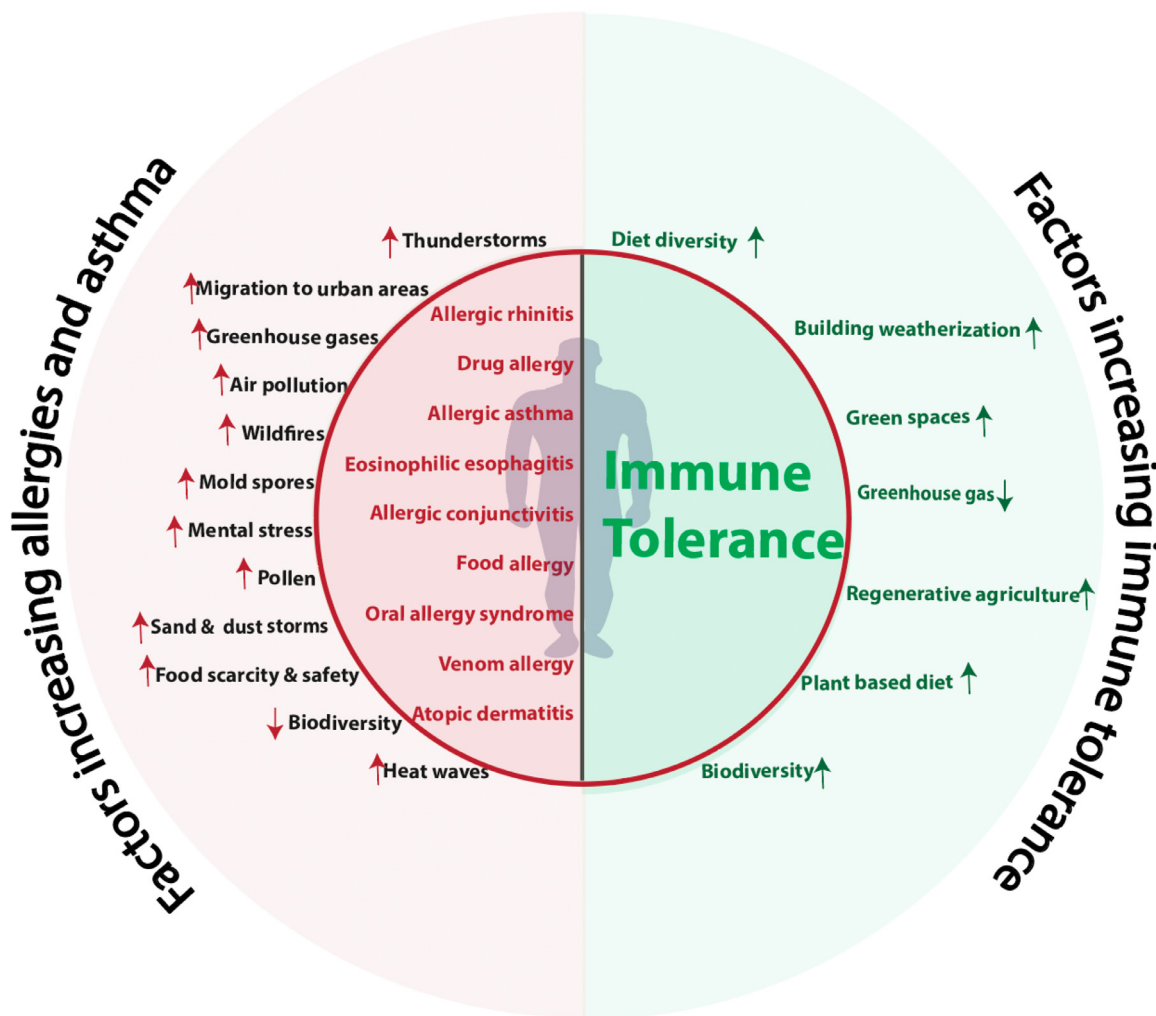 Factors increasing allergies and asthma
Thunderstorms
Migration to urban areas
Greenhouse gases
Air pollution
Wildfires
Mold spores
Mental stress
Pollen
Sand & dust storms
Food scarcity & safety
Biodiversity
Heat waves
Allergic rhinitis
Drug allergy
Allergic asthma
Eosinophilic esophagitis
Allergic conjunctivitis
Food allergy
Oral allergy syndrome
Venom allergy
Atopic dermatitis
Immune
Tolerance
Diet diversity
Building weatherization
Green spaces
Greenhouse gas
Regenerative agriculture
Plant based diet
Biodiversity
Factors increasing immune tolerance